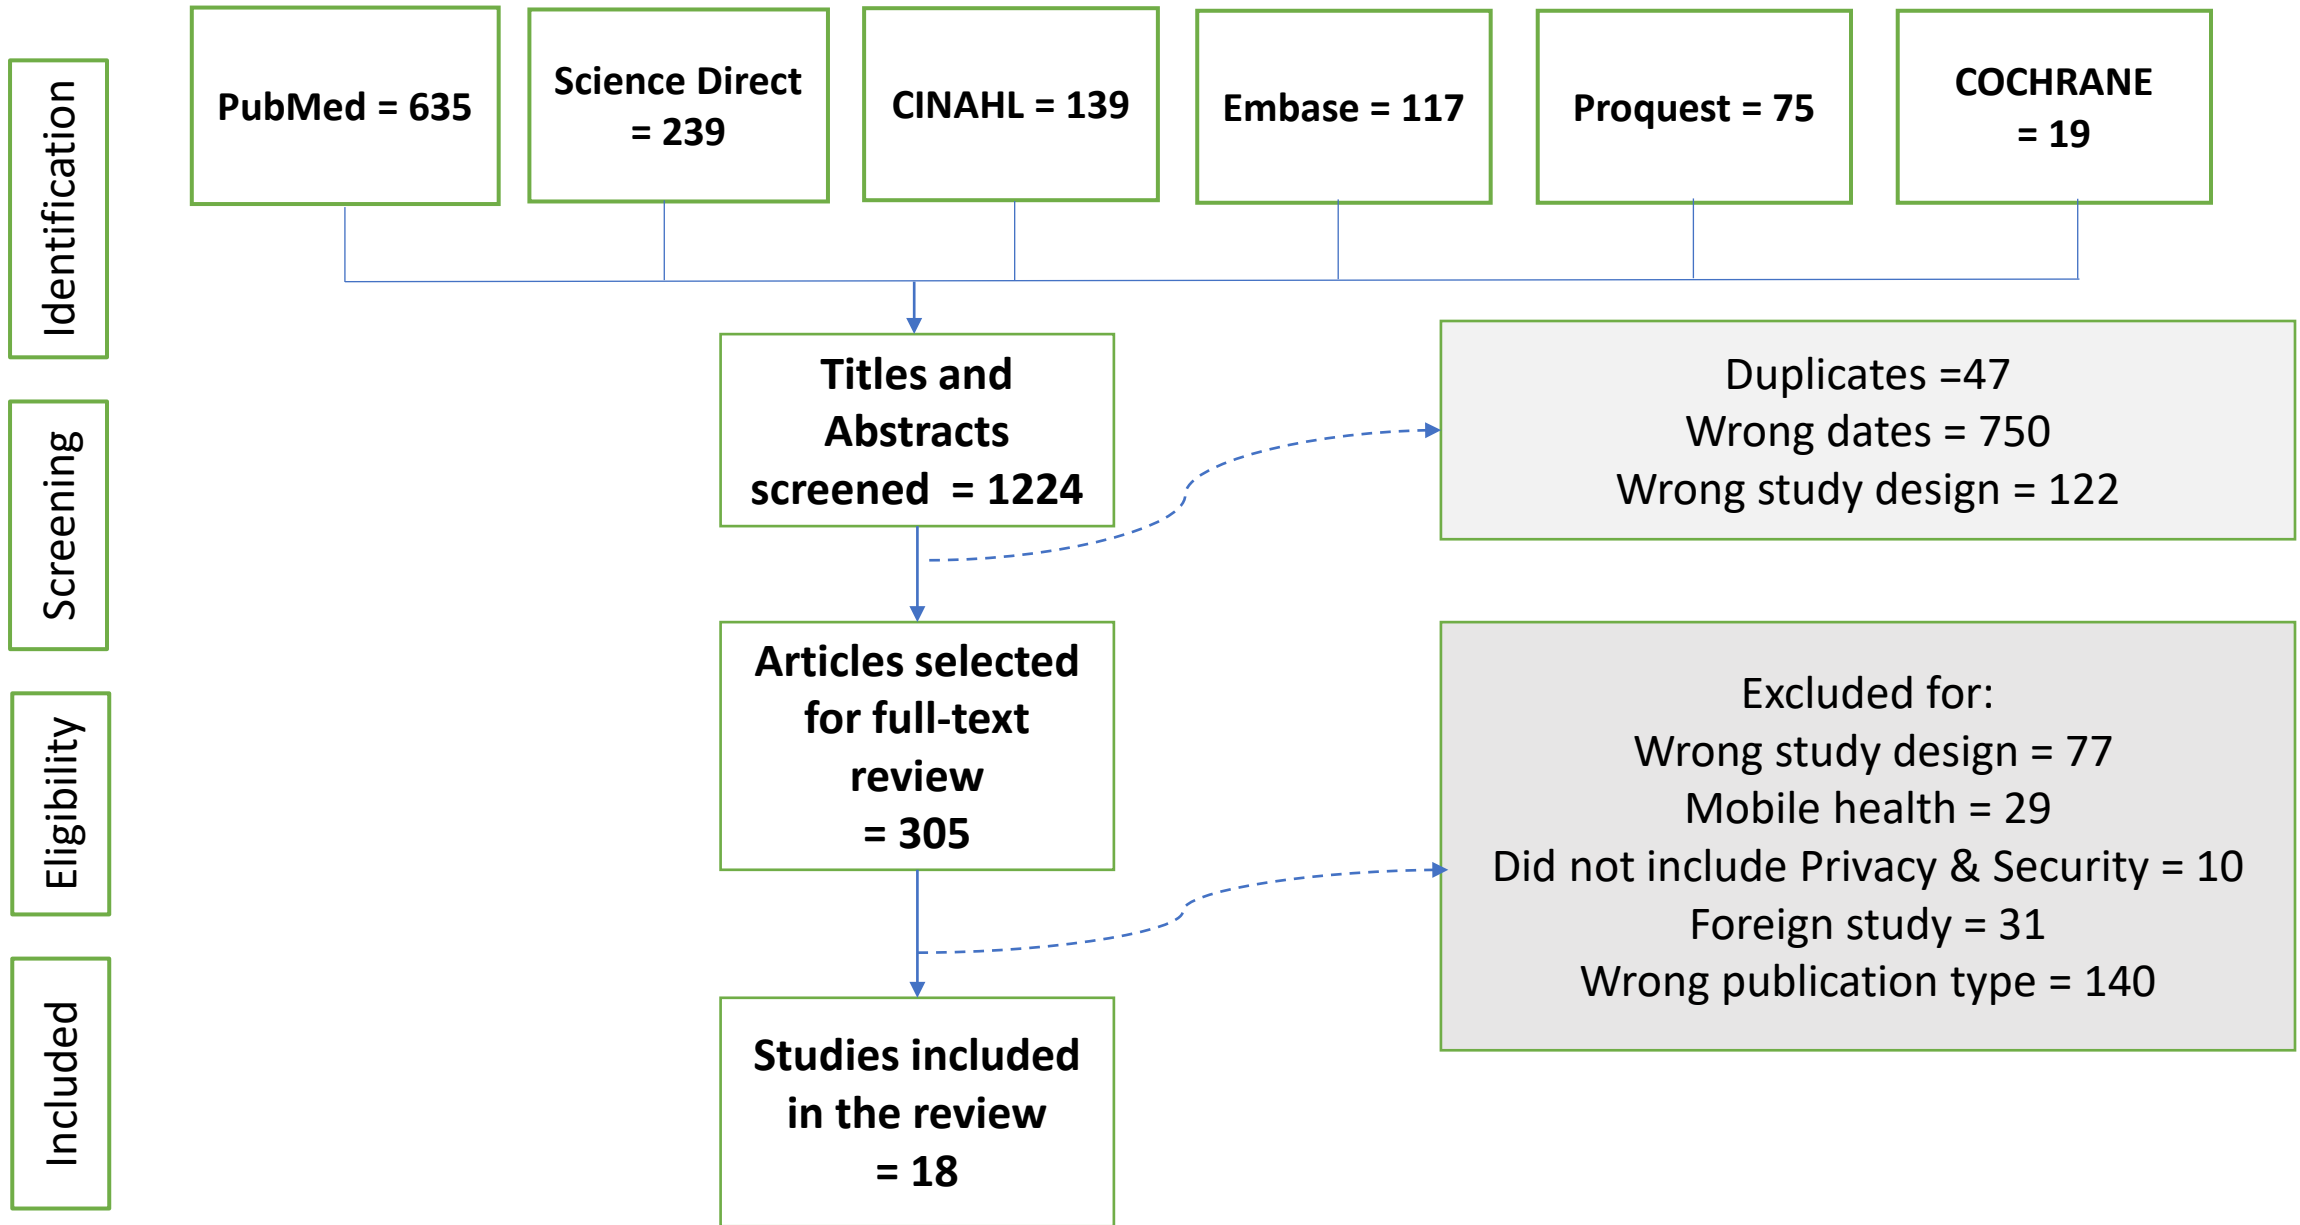 PubMed = 635
Science Direct
= 239
CINAHL = 139
Embase = 117
Proquest = 75
COCHRANE
= 19
Identification
Titles and
Abstracts
screened  = 1224
Duplicates =47
Wrong dates = 750
Wrong study design = 122
Screening
Articles selected
for full-text
review
= 305
Excluded for:
Wrong study design = 77
Mobile health = 29
Did not include Privacy & Security = 10
Foreign study = 31
Wrong publication type = 140
Eligibility
Studies included
in the review
= 18
Included